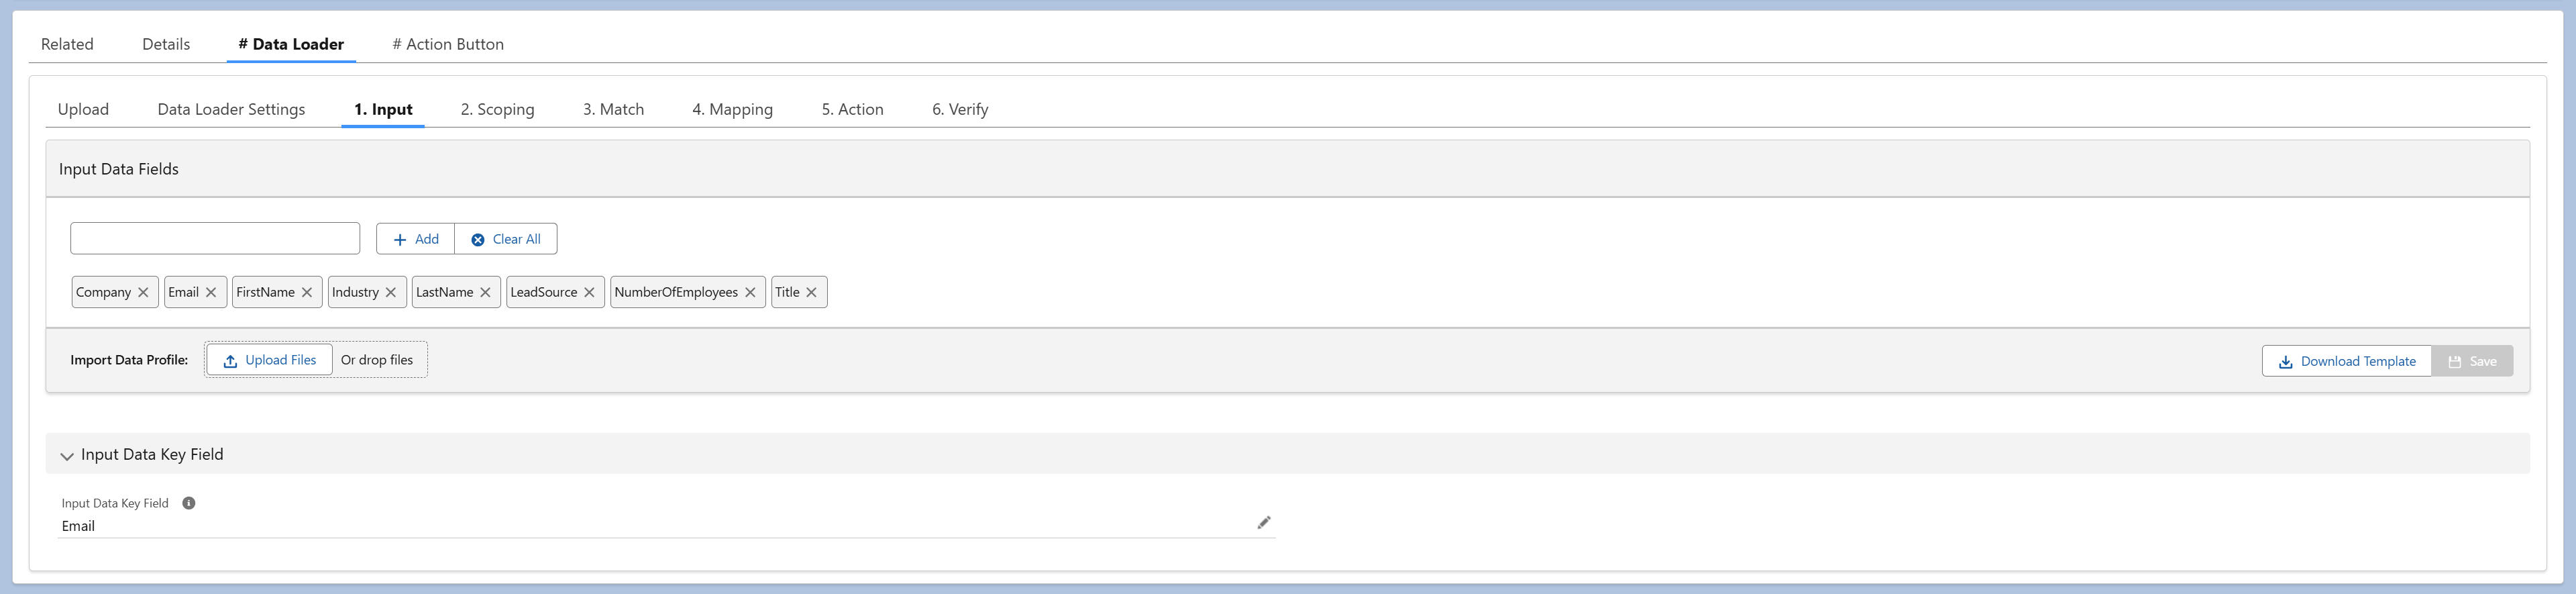 Related Details # Data Loader # Action Button
Upload Data Loader Settings 1. Input 2. Scoping 3. Match 4. Mapping 5. Action 6. Verify
Input Data Fields
Add Clear All
Company Email FirstName Industry LastName LeadSource NumberOfEmployees Title
Import Data Profile: Upload Files Or drop files Download Template Save
Input Data Key Field
Input Data Key Field
Email